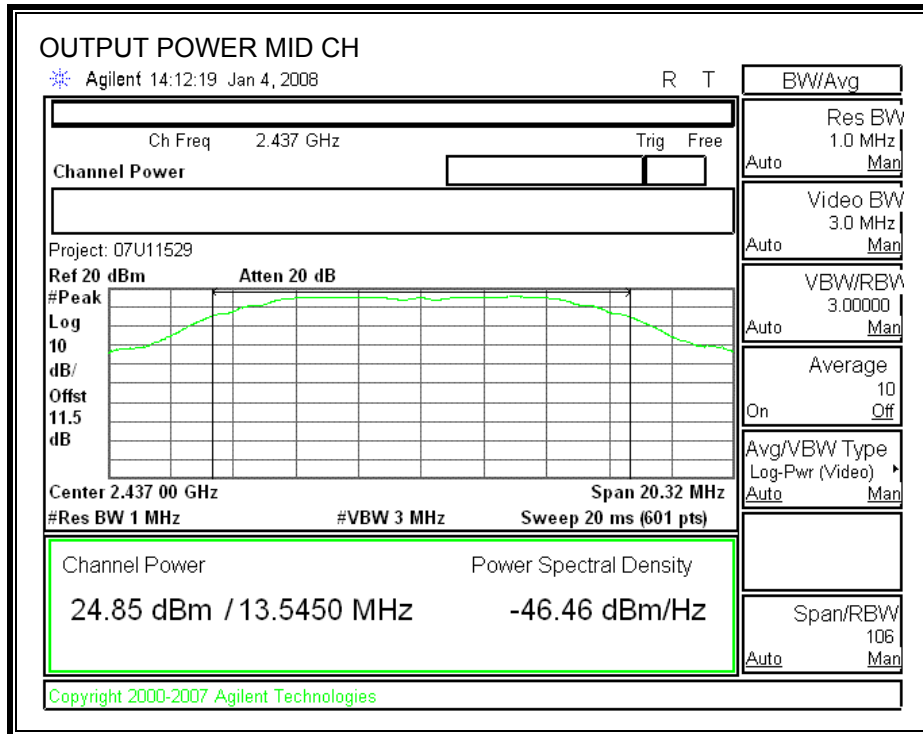 OUTPUT POWER MID CH
Agilent 14:12:19 Jan 4, 2008 R T
BW/Avg
Ch Freq 2.437 GHz Trig Free
Channel Power
Project: 07U11529
Ref 20 dBm Atten 20 dB
#Peak
Log
10
dB/
Offst
11.5
dB
Center 2.437 00 GHz Span 20.32 MHz
#Res BW 1 MHz #VBW 3 MHz Sweep 20 ms (601 pts)
Channel Power Power Spectral Density
24.85 dBm / 13.5450 MHz -46.46 dBm/Hz
Res BW
1.0 MHz
Auto Man
Video BW
3.0 MHz
Auto Man
VBW/RBW
3.00000
Auto Man
Average
10
On Off
Avg/VBW Type
Log-Pwr (Video)
Auto Man
Span/RBW
106
Auto Man
Copyright 2000-2007 Agilent Technologies